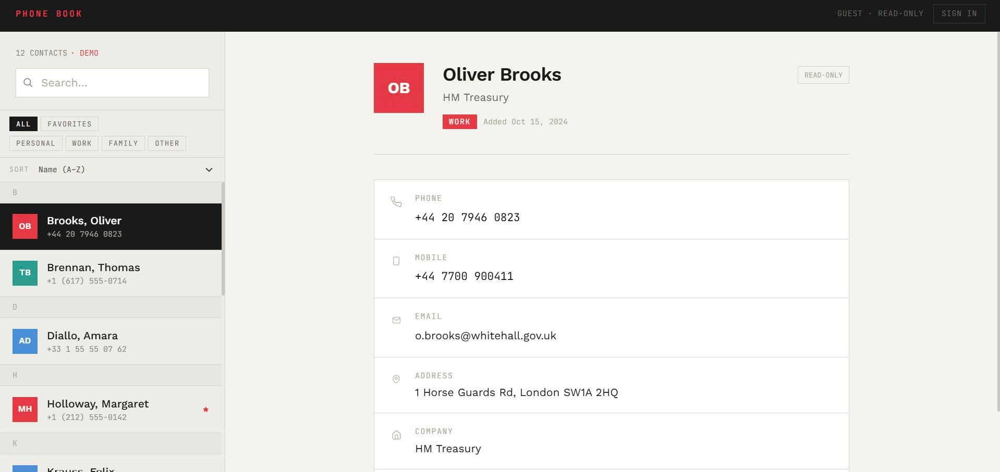 PHONE BOOK
GUEST · READ-ONLY
SIGN IN
12 CONTACTS · DEMO
Search...
ALL
FAVORITES
PERSONAL
WORK
FAMILY
OTHER
SORT
Name (A–Z)
B
OB
Brooks, Oliver
+44 20 7946 0823
TB
Brennan, Thomas
+1 (617) 555-0714
D
AD
Diallo, Amara
+33 1 55 55 07 62
H
MH
Holloway, Margaret
+1 (212) 555-0142
K
Krauss, Felix
OB
Oliver Brooks
READ-ONLY
HM Treasury
WORK
Added Oct 15, 2024
PHONE
+44 20 7946 0823
MOBILE
+44 7700 900411
EMAIL
o.brooks@whitehall.gov.uk
ADDRESS
1 Horse Guards Rd, London SW1A 2HQ
COMPANY
HM Treasury